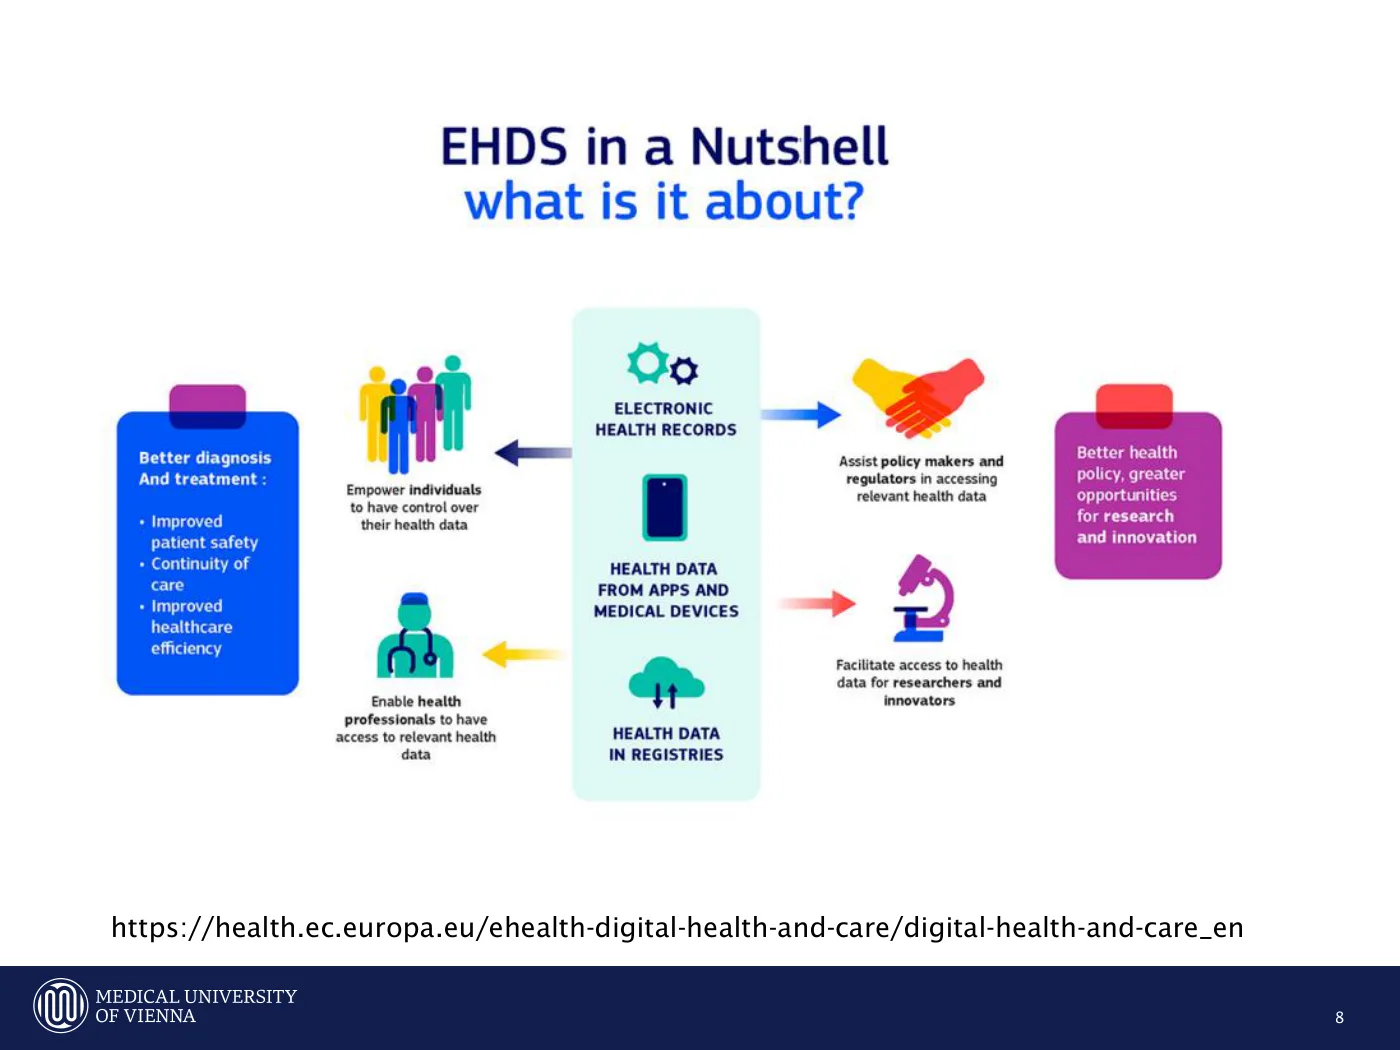 EHDS in a Nutshell
what is it about?
Better diagnosis
And treatment :
• Improved
patient safety
• Continuity of
care
• Improved
healthcare
efficiency
Empower individuals
to have control over
their health data
Enable health
professionals to have
access to relevant health
data
ELECTRONIC
HEALTH RECORDS
HEALTH DATA
FROM APPS AND
MEDICAL DEVICES
HEALTH DATA
IN REGISTRIES
Assist policy makers and
regulators in accessing
relevant health data
Facilitate access to health
data for researchers and
innovators
Better health
policy, greater
opportunities
for research
and innovation
https://health.ec.europa.eu/ehealth-digital-health-and-care/digital-health-and-care_en
MEDICAL UNIVERSITY
OF VIENNA
8